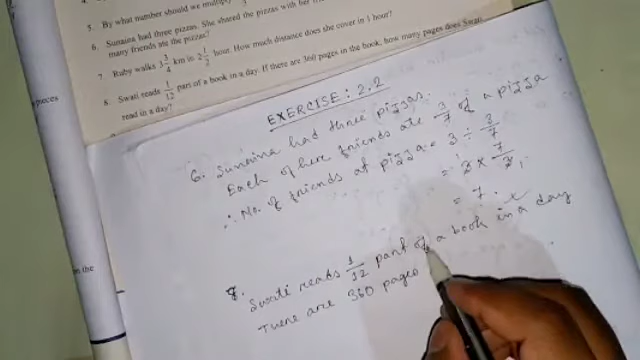 5. By what number should we multiply
6. Sunaina had three pizzas. She shared the pizzas with her
many friends ate the pizzas?
7. Ruby walks 3 3/4 km in 2 1/2 hour. How much distance does she cover in 1 hour?
8. Swati reads 1/12 part of a book in a day. If there are 360 pages in the book, how many pages does Swati
read in a day?
pieces
in the
EXERCISE: 2.2
6. Sunaina had three pizzas.
Each of here friends ate 3/7 of a pizza
∴ No. of friends at pizza = 3 ÷ 3/7
= 3 × 7/3
= 7.
8. Swati reads 1/12 part of a book in a day
There are 360 pages